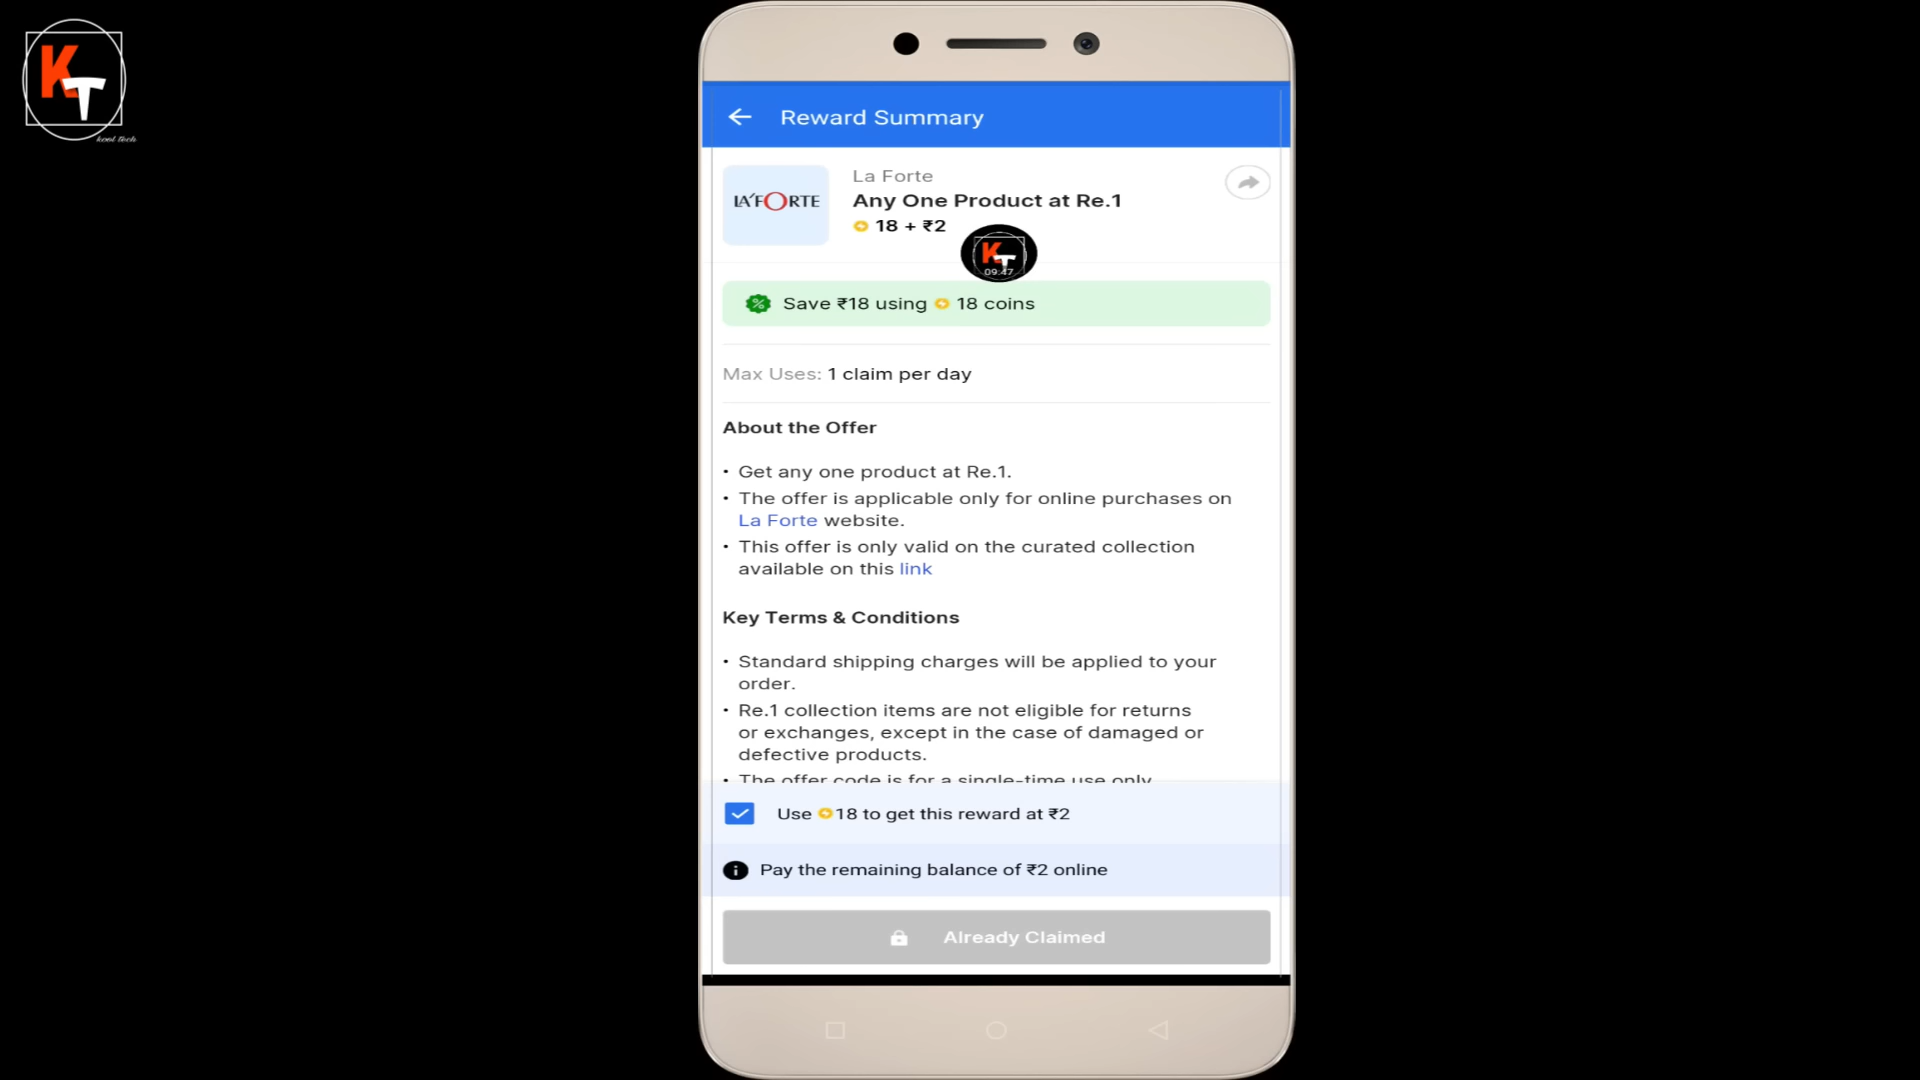 KT
kool tech
Reward Summary
LA'FORTE
La Forte
Any One Product at Re.1
18 + ₹2
KT
09:47
Save ₹18 using 18 coins
Max Uses: 1 claim per day
About the Offer
• Get any one product at Re.1.
• The offer is applicable only for online purchases on
La Forte website.
• This offer is only valid on the curated collection
available on this link
Key Terms & Conditions
• Standard shipping charges will be applied to your
order.
• Re.1 collection items are not eligible for returns
or exchanges, except in the case of damaged or
defective products.
• The offer code is for a single-time use only
Use 18 to get this reward at ₹2
Pay the remaining balance of ₹2 online
Already Claimed